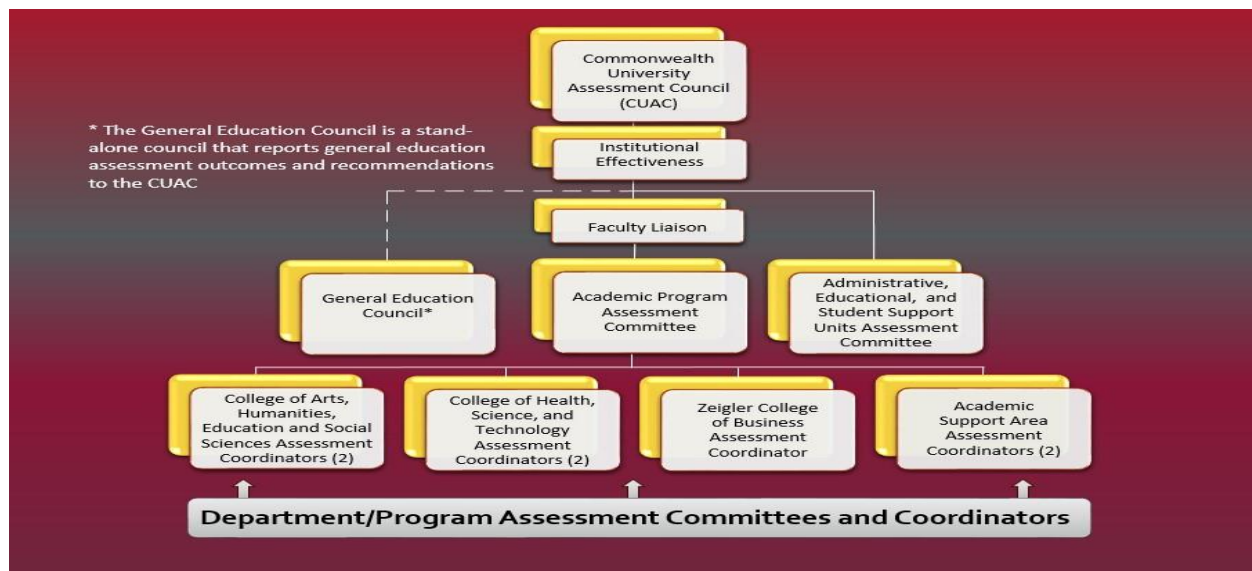 Commonwealth
University
Assessment Council
(CUAC)
* The General Education Council is a stand-
alone council that reports general education
assessment outcomes and recommendations
to the CUAC
Institutional
Effectiveness
Faculty Liaison
General Education
Council*
Academic Program
Assessment
Committee
Administrative,
Educational, and
Student Support
Units Assessment
Committee
College of Arts,
Humanities,
Education and Social
Sciences Assessment
Coordinators (2)
College of Health,
Science, and
Technology
Assessment
Coordinators (2)
Zeigler College
of Business
Assessment
Coordinator
Academic
Support Area
Assessment
Coordinators (2)
Department/Program Assessment Committees and Coordinators